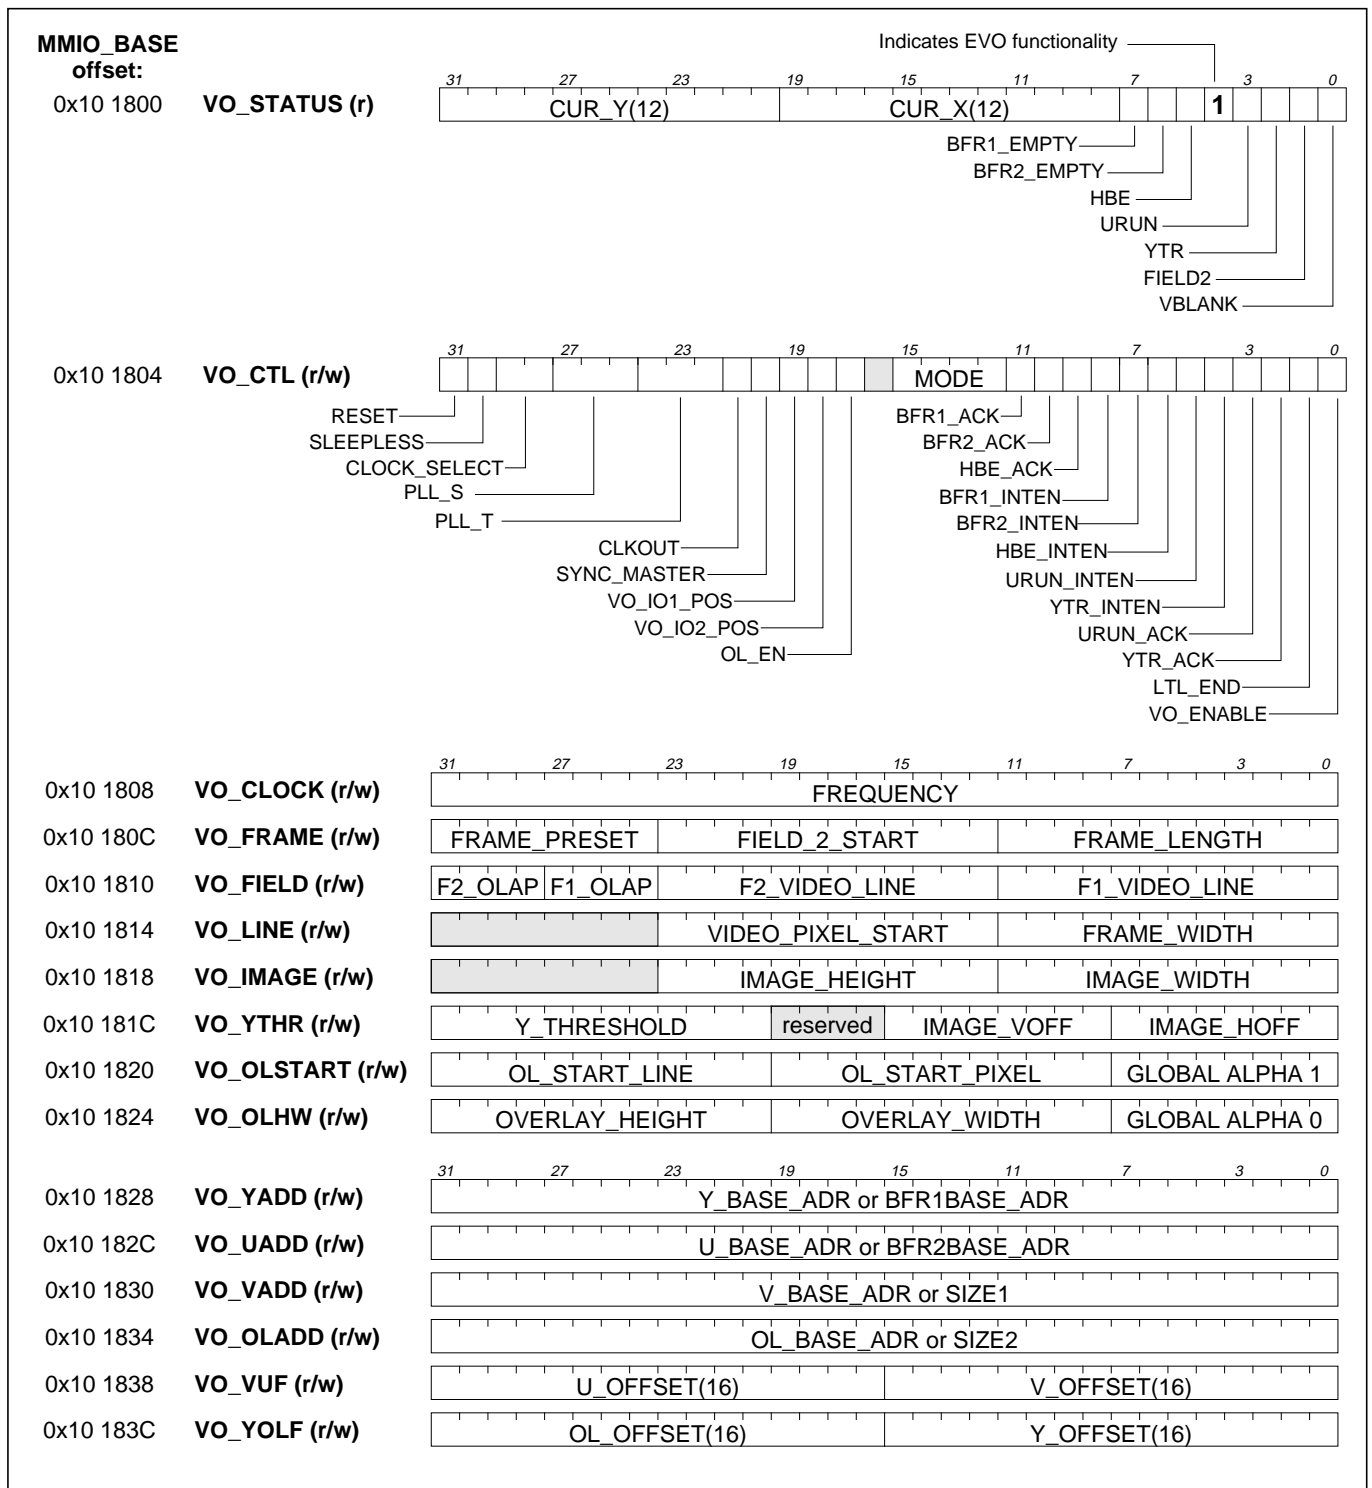 MMIO_BASE
offset:
Indicates EVO functionality
31 27 23 19 15 11 7 3 0
0x10 1800 VO_STATUS (r) CUR_Y(12) CUR_X(12) 1
BFR1_EMPTY
BFR2_EMPTY
HBE
URUN
YTR
FIELD2
VBLANK
31 27 23 19 15 11 7 3 0
0x10 1804 VO_CTL (r/w) MODE
RESET BFR1_ACK
SLEEPLESS BFR2_ACK
CLOCK_SELECT HBE_ACK
PLL_S BFR1_INTEN
PLL_T BFR2_INTEN
CLKOUT HBE_INTEN
SYNC_MASTER URUN_INTEN
VO_IO1_POS YTR_INTEN
VO_IO2_POS URUN_ACK
OL_EN YTR_ACK
LTL_END
VO_ENABLE
31 27 23 19 15 11 7 3 0
0x10 1808 VO_CLOCK (r/w) FREQUENCY
0x10 180C VO_FRAME (r/w) FRAME_PRESET FIELD_2_START FRAME_LENGTH
0x10 1810 VO_FIELD (r/w) F2_OLAP F1_OLAP F2_VIDEO_LINE F1_VIDEO_LINE
0x10 1814 VO_LINE (r/w) VIDEO_PIXEL_START FRAME_WIDTH
0x10 1818 VO_IMAGE (r/w) IMAGE_HEIGHT IMAGE_WIDTH
0x10 181C VO_YTHR (r/w) Y_THRESHOLD reserved IMAGE_VOFF IMAGE_HOFF
0x10 1820 VO_OLSTART (r/w) OL_START_LINE OL_START_PIXEL GLOBAL ALPHA 1
0x10 1824 VO_OLHW (r/w) OVERLAY_HEIGHT OVERLAY_WIDTH GLOBAL ALPHA 0
31 27 23 19 15 11 7 3 0
0x10 1828 VO_YADD (r/w) Y_BASE_ADR or BFR1BASE_ADR
0x10 182C VO_UADD (r/w) U_BASE_ADR or BFR2BASE_ADR
0x10 1830 VO_VADD (r/w) V_BASE_ADR or SIZE1
0x10 1834 VO_OLADD (r/w) OL_BASE_ADR or SIZE2
0x10 1838 VO_VUF (r/w) U_OFFSET(16) V_OFFSET(16)
0x10 183C VO_YOLF (r/w) OL_OFFSET(16) Y_OFFSET(16)